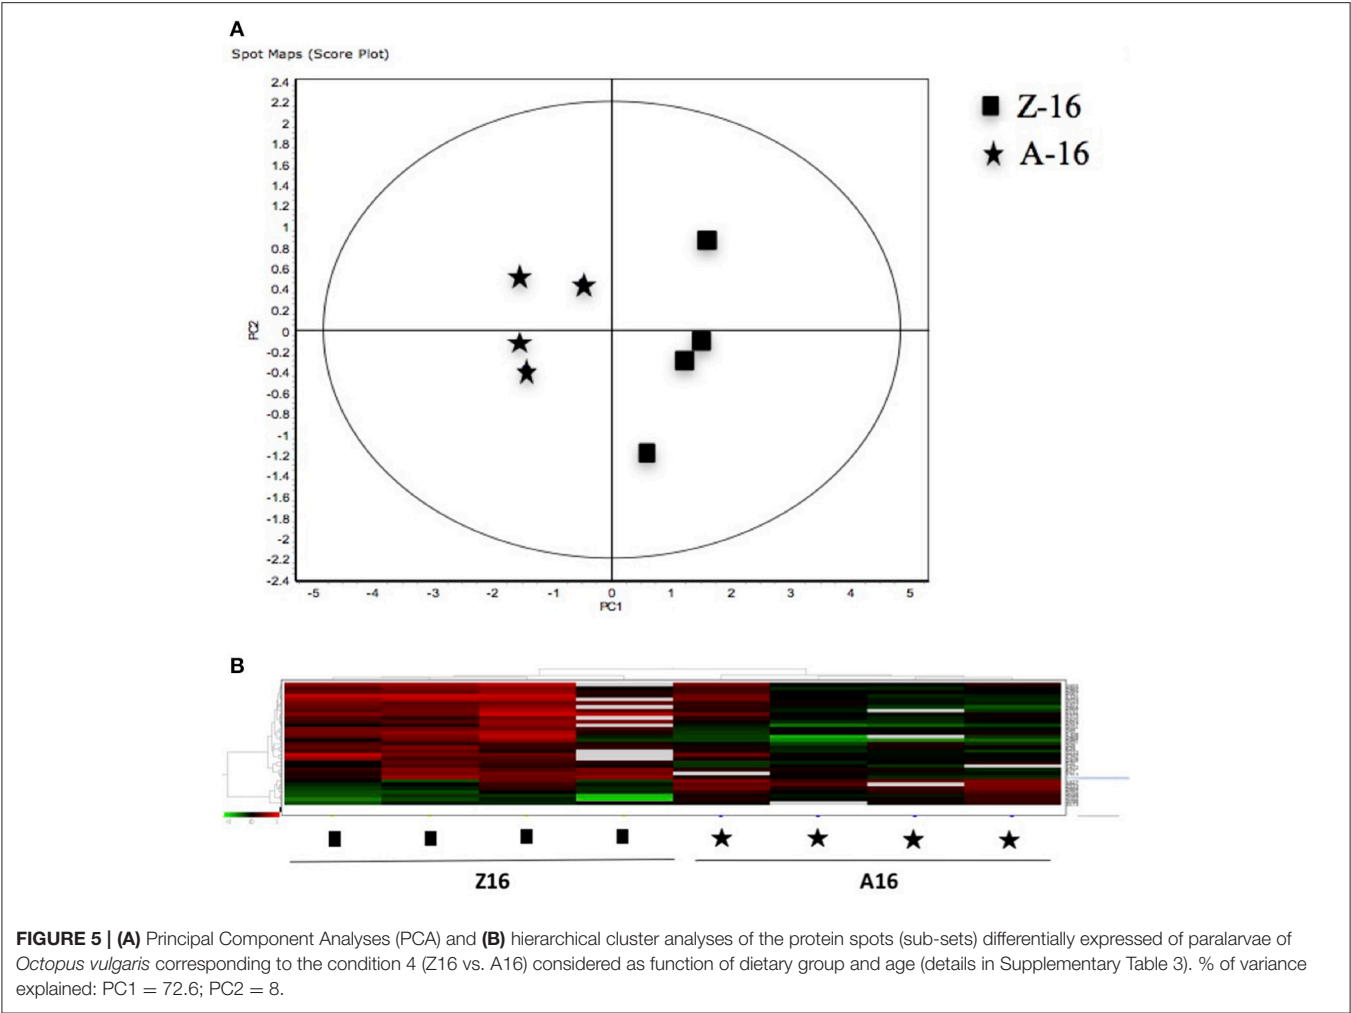 A
Spot Maps (Score Plot)
2.4
2.2
2
1.8
1.6
1.4
1.2
1
0.8
0.6
0.4
0.2
0
-0.2
-0.4
-0.6
-0.8
-1
-1.2
-1.4
-1.6
-1.8
-2
-2.2
-2.4
PC2
-5 -4 -3 -2 -1 0 1 2 3 4 5
PC1
Z-16
A-16
B
Z16 A16
FIGURE 5 | (A) Principal Component Analyses (PCA) and (B) hierarchical cluster analyses of the protein spots (sub-sets) differentially expressed of paralarvae of
Octopus vulgaris corresponding to the condition 4 (Z16 vs. A16) considered as function of dietary group and age (details in Supplementary Table 3). % of variance
explained: PC1 = 72.6; PC2 = 8.